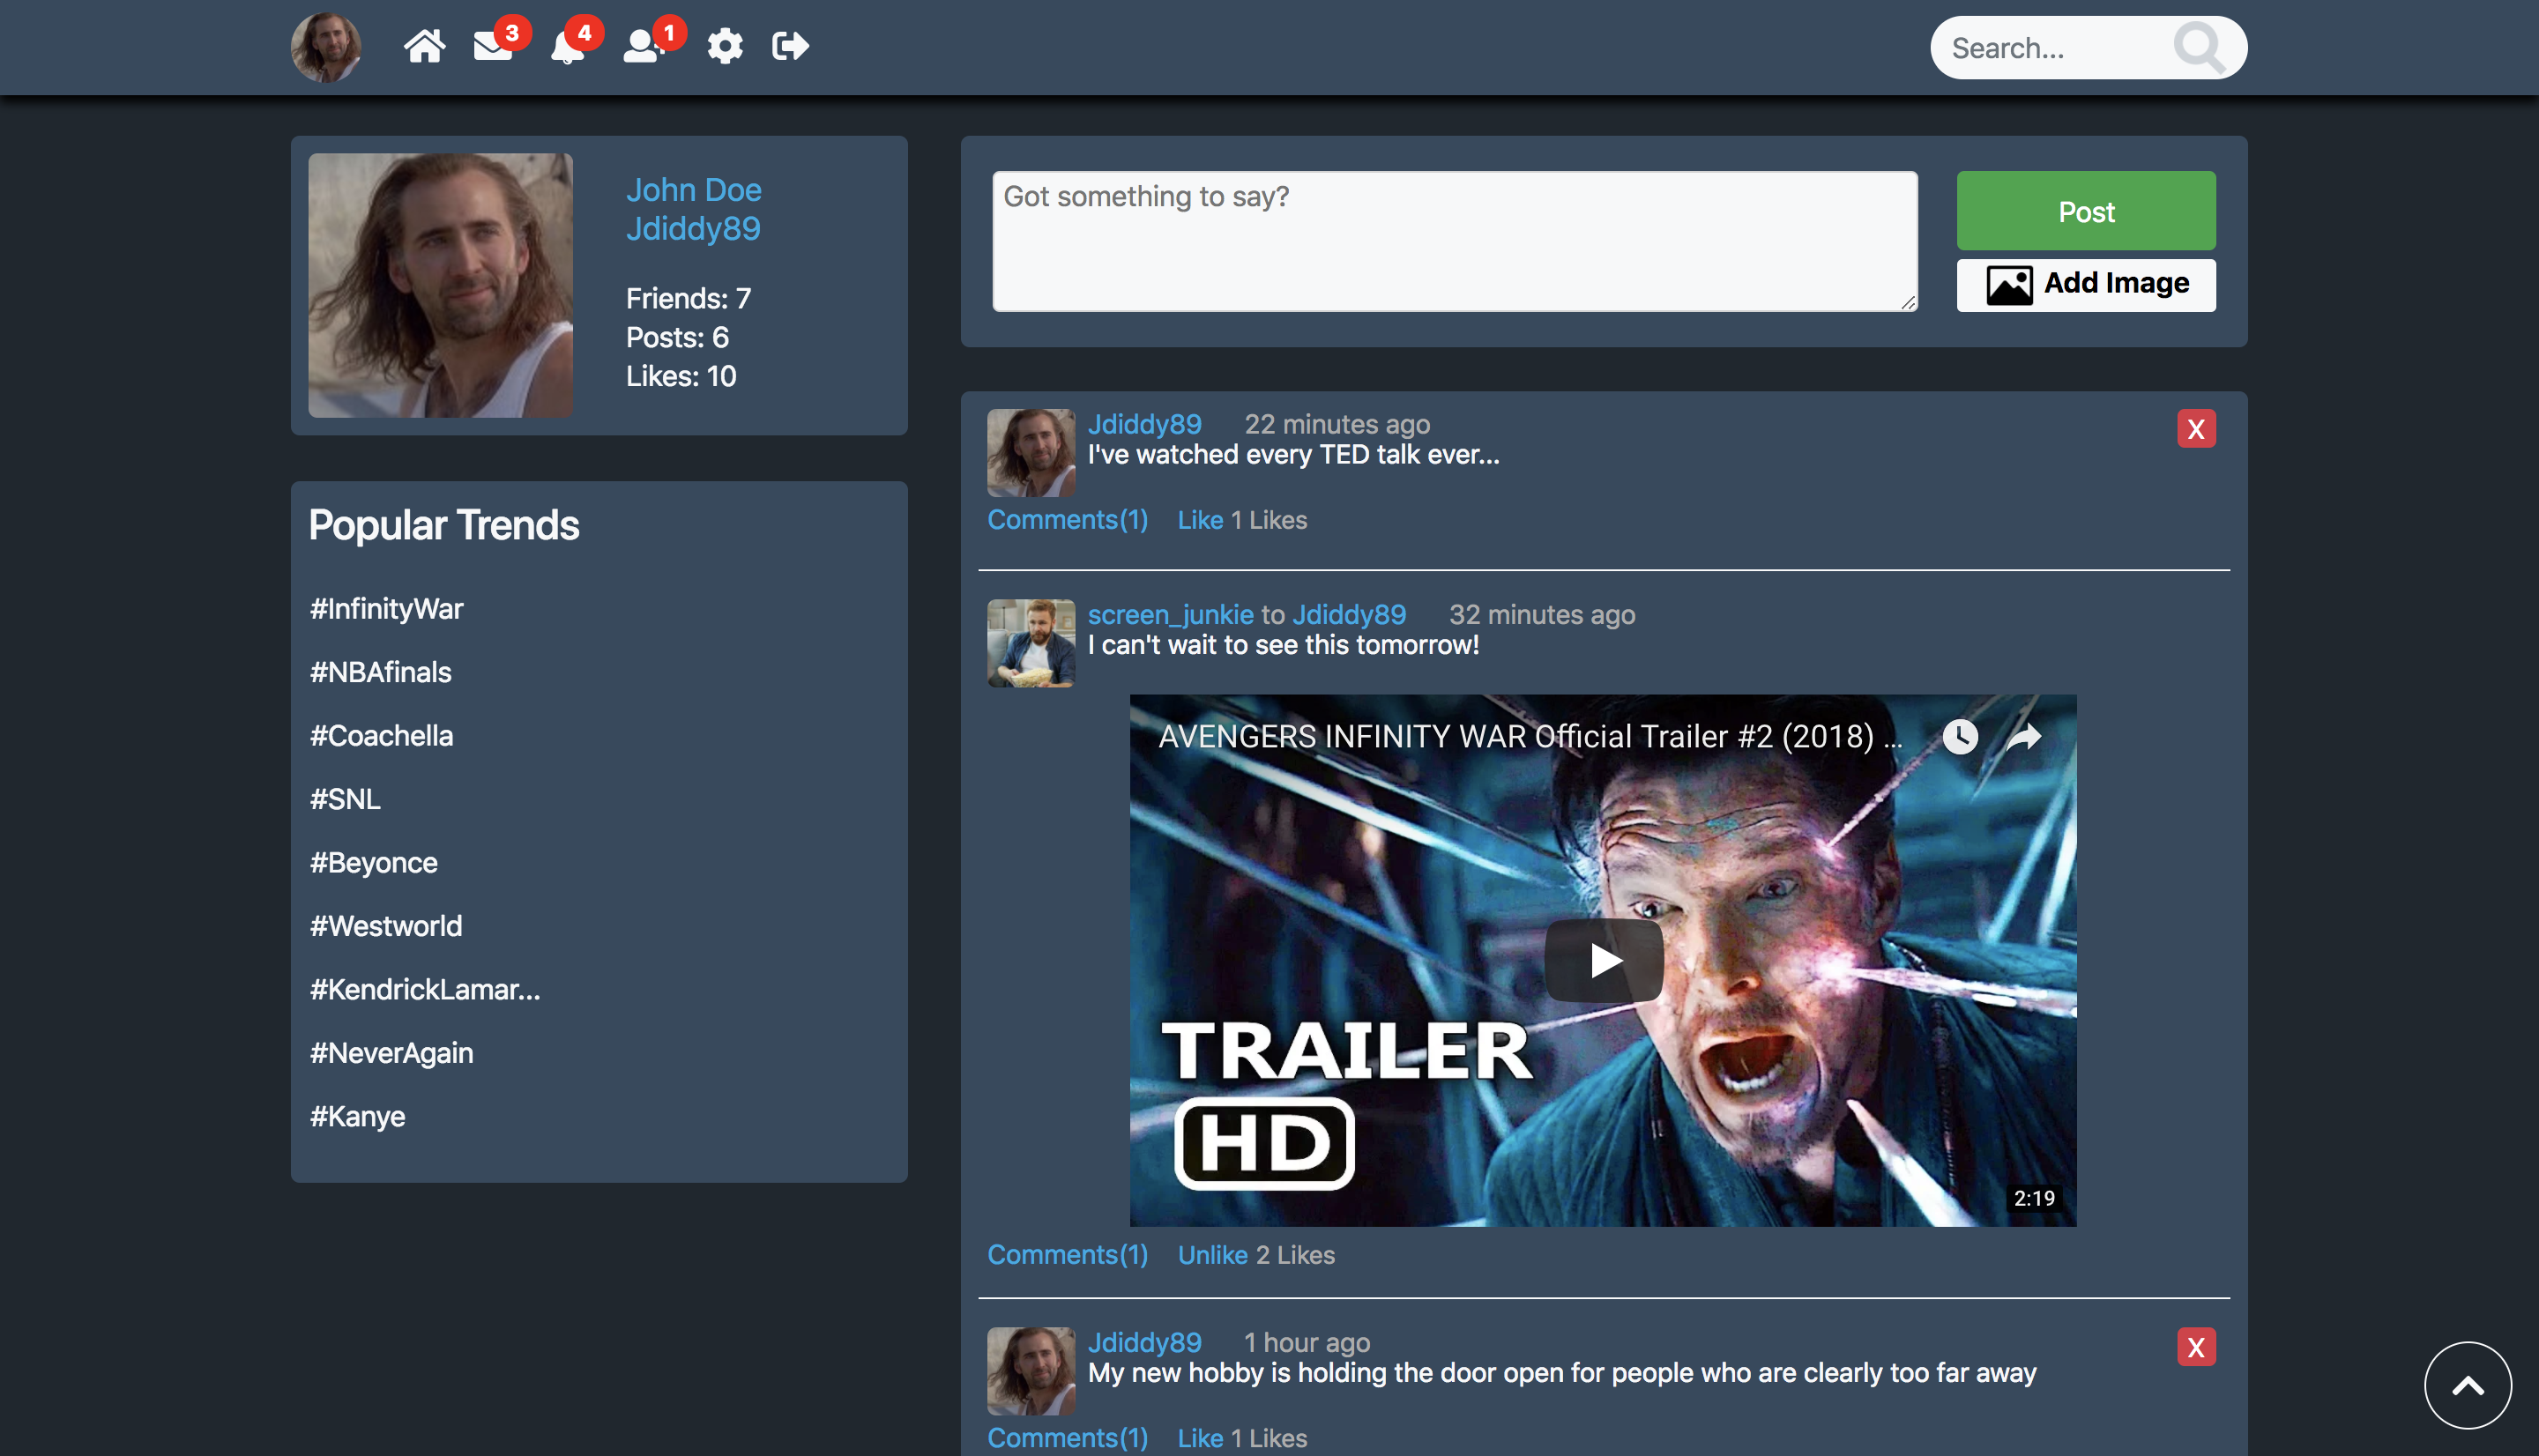 3
4
1
Search...
John Doe
Jdiddy89
Friends: 7
Posts: 6
Likes: 10
Popular Trends
#InfinityWar
#NBAfinals
#Coachella
#SNL
#Beyonce
#Westworld
#KendrickLamar...
#NeverAgain
#Kanye
Got something to say?
Post
Add Image
Jdiddy89 22 minutes ago
X
I've watched every TED talk ever...
Comments(1) Like 1 Likes
screen_junkie to Jdiddy89 32 minutes ago
I can't wait to see this tomorrow!
AVENGERS INFINITY WAR Official Trailer #2 (2018) ...
TRAILER
HD
2:19
Comments(1) Unlike 2 Likes
Jdiddy89 1 hour ago
X
My new hobby is holding the door open for people who are clearly too far away
Comments(1) Like 1 Likes